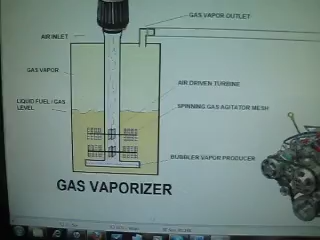 GAS VAPOR OUTLET
AIR INLET
GAS VAPOR
AIR DRIVEN TURBINE
LIQUID FUEL / GAS
LEVEL
SPINNING GAS AGITATOR MESH
BUBBLER VAPOR PRODUCER
GAS VAPORIZER